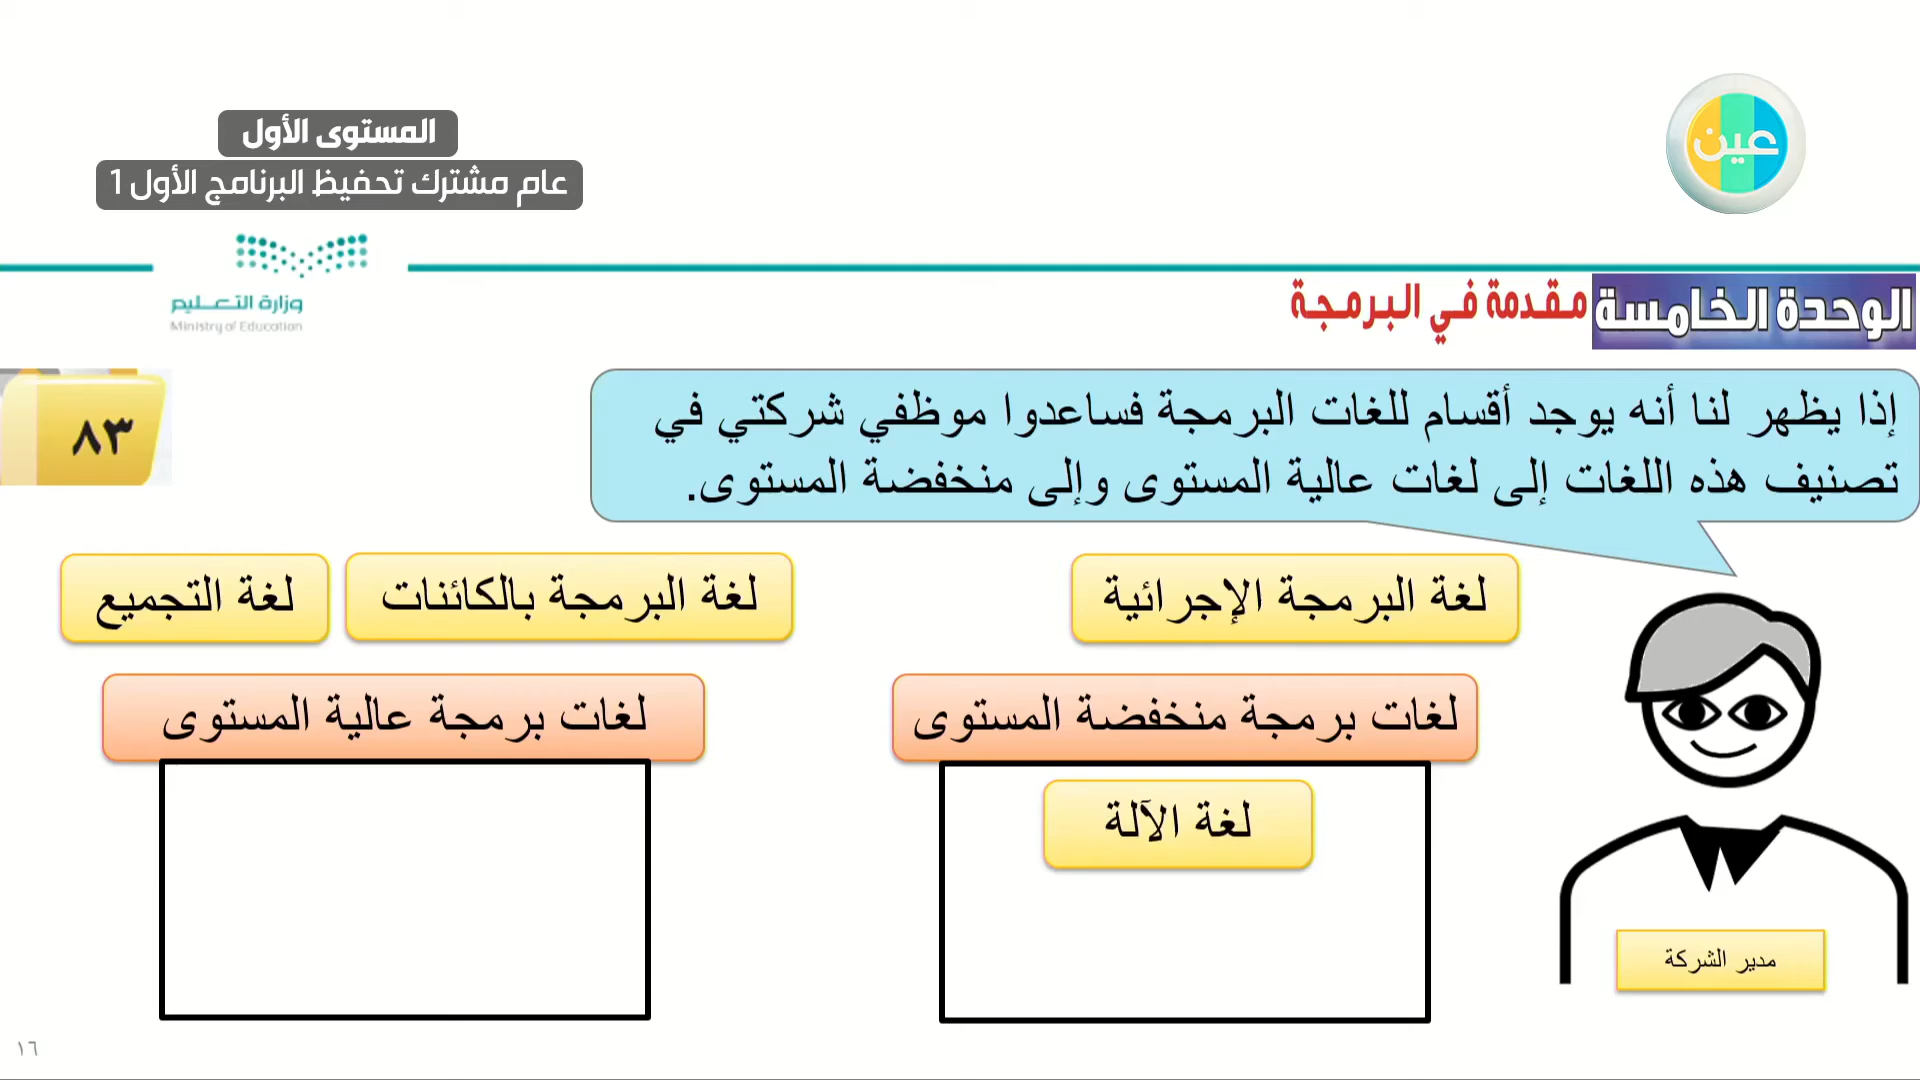 المستوى الأول
عام مشترك تحفيظ البرنامج الأول 1
عين
وزارة التعليم
Ministry of Education
الوحدة الخامسة مقدمة في البرمجة
٨٣
إذا يظهر لنا أنه يوجد أقسام للغات البرمجة فساعدوا موظفي شركتي في
تصنيف هذه اللغات إلى لغات عالية المستوى وإلى منخفضة المستوى.
لغة البرمجة الإجرائية
لغة البرمجة بالكائنات
لغة التجميع
لغات برمجة منخفضة المستوى
لغات برمجة عالية المستوى
لغة الآلة
مدير الشركة
١٦